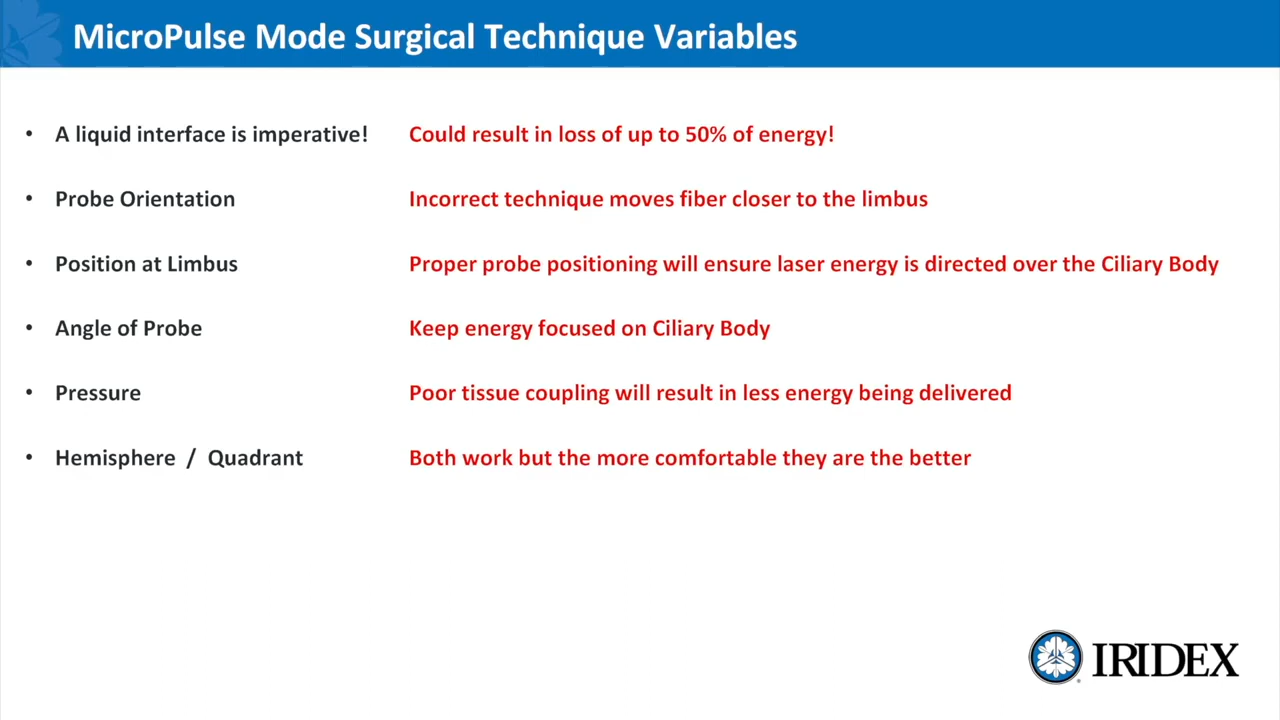 MicroPulse Mode Surgical Technique Variables
• A liquid interface is imperative! Could result in loss of up to 50% of energy!
• Probe Orientation Incorrect technique moves fiber closer to the limbus
• Position at Limbus Proper probe positioning will ensure laser energy is directed over the Ciliary Body
• Angle of Probe Keep energy focused on Ciliary Body
• Pressure Poor tissue coupling will result in less energy being delivered
• Hemisphere / Quadrant Both work but the more comfortable they are the better
IRIDEX